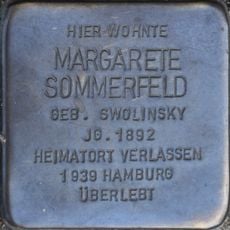 HIER WOHNTE
MARGARETE
SOMMERFELD
GEB. SWOLINSKY
JG. 1892
HEIMATORT VERLASSEN
1939 HAMBURG
ÜBERLEBT